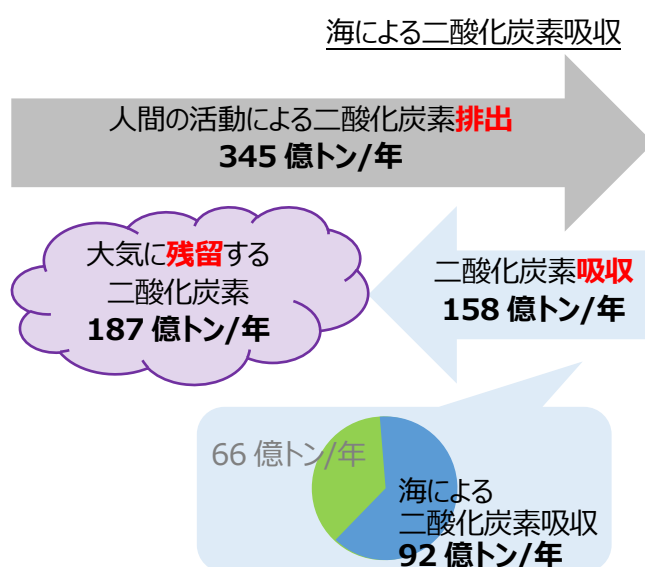 海による二酸化炭素吸収
人間の活動による二酸化炭素排出
345 億トン/年
大気に残留する
二酸化炭素
187 億トン/年
二酸化炭素吸収
158 億トン/年
66 億トン/年
海による
二酸化炭素吸収
92 億トン/年